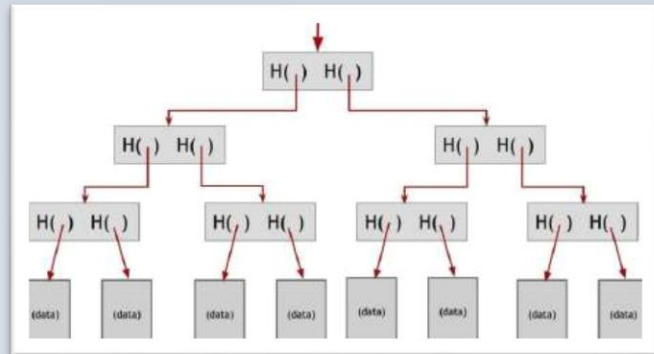 H( ) H( )
H( ) H( ) H( ) H( )
H( ) H( ) H( ) H( ) H( ) H( ) H( ) H( )
(data) (data) (data) (data) (data) (data) (data) (data)